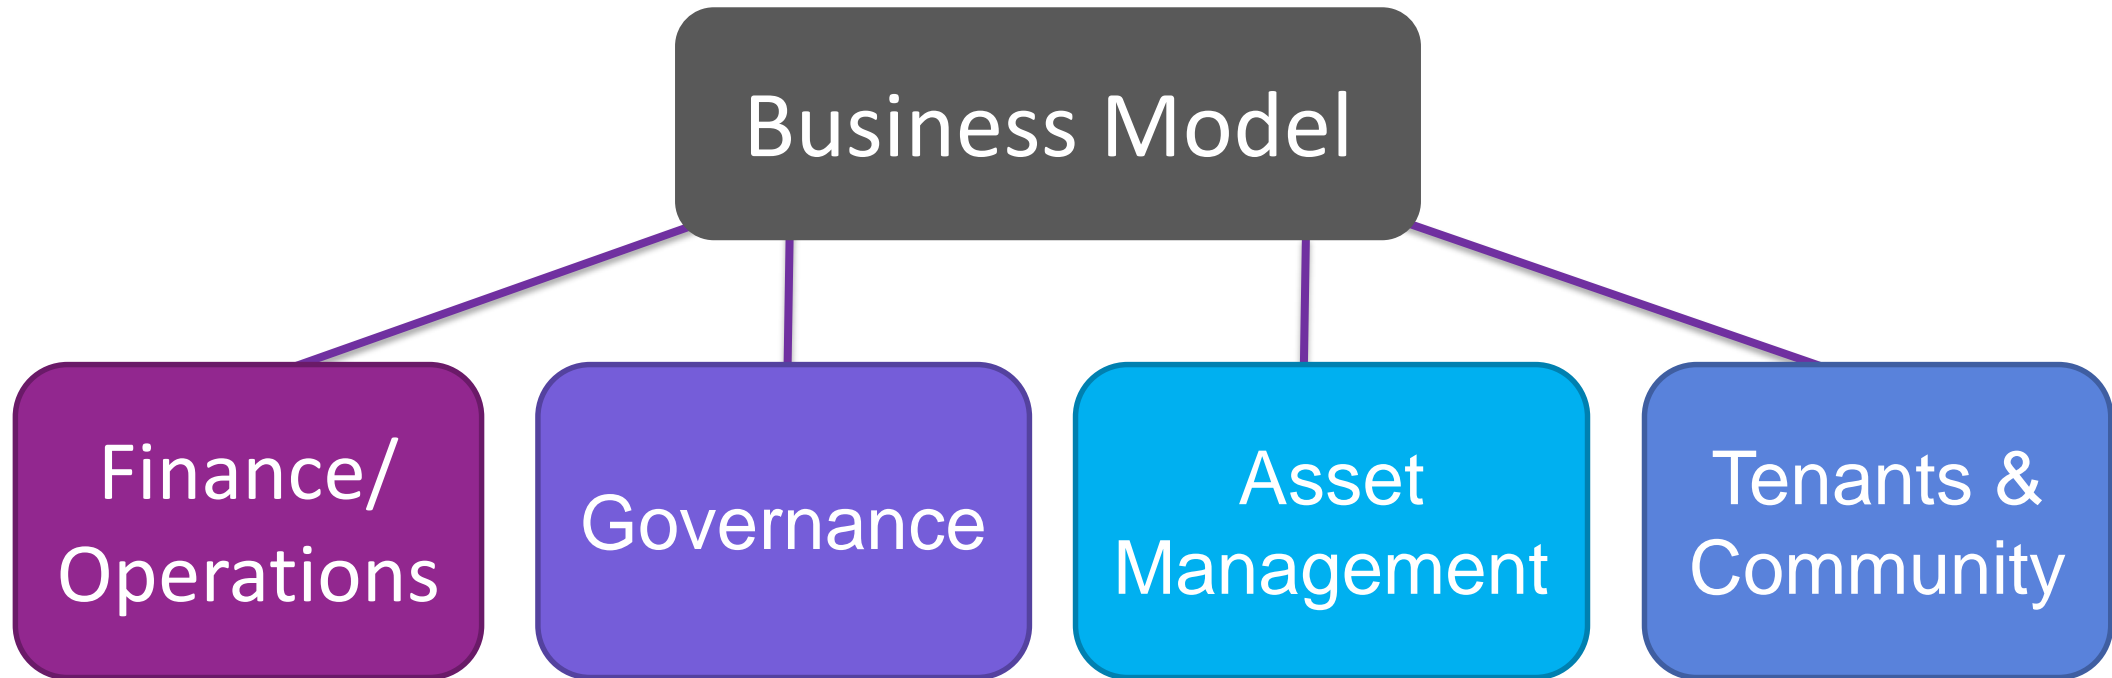 Business Model
Finance/
Operations
Governance
Asset
Management
Tenants &
Community